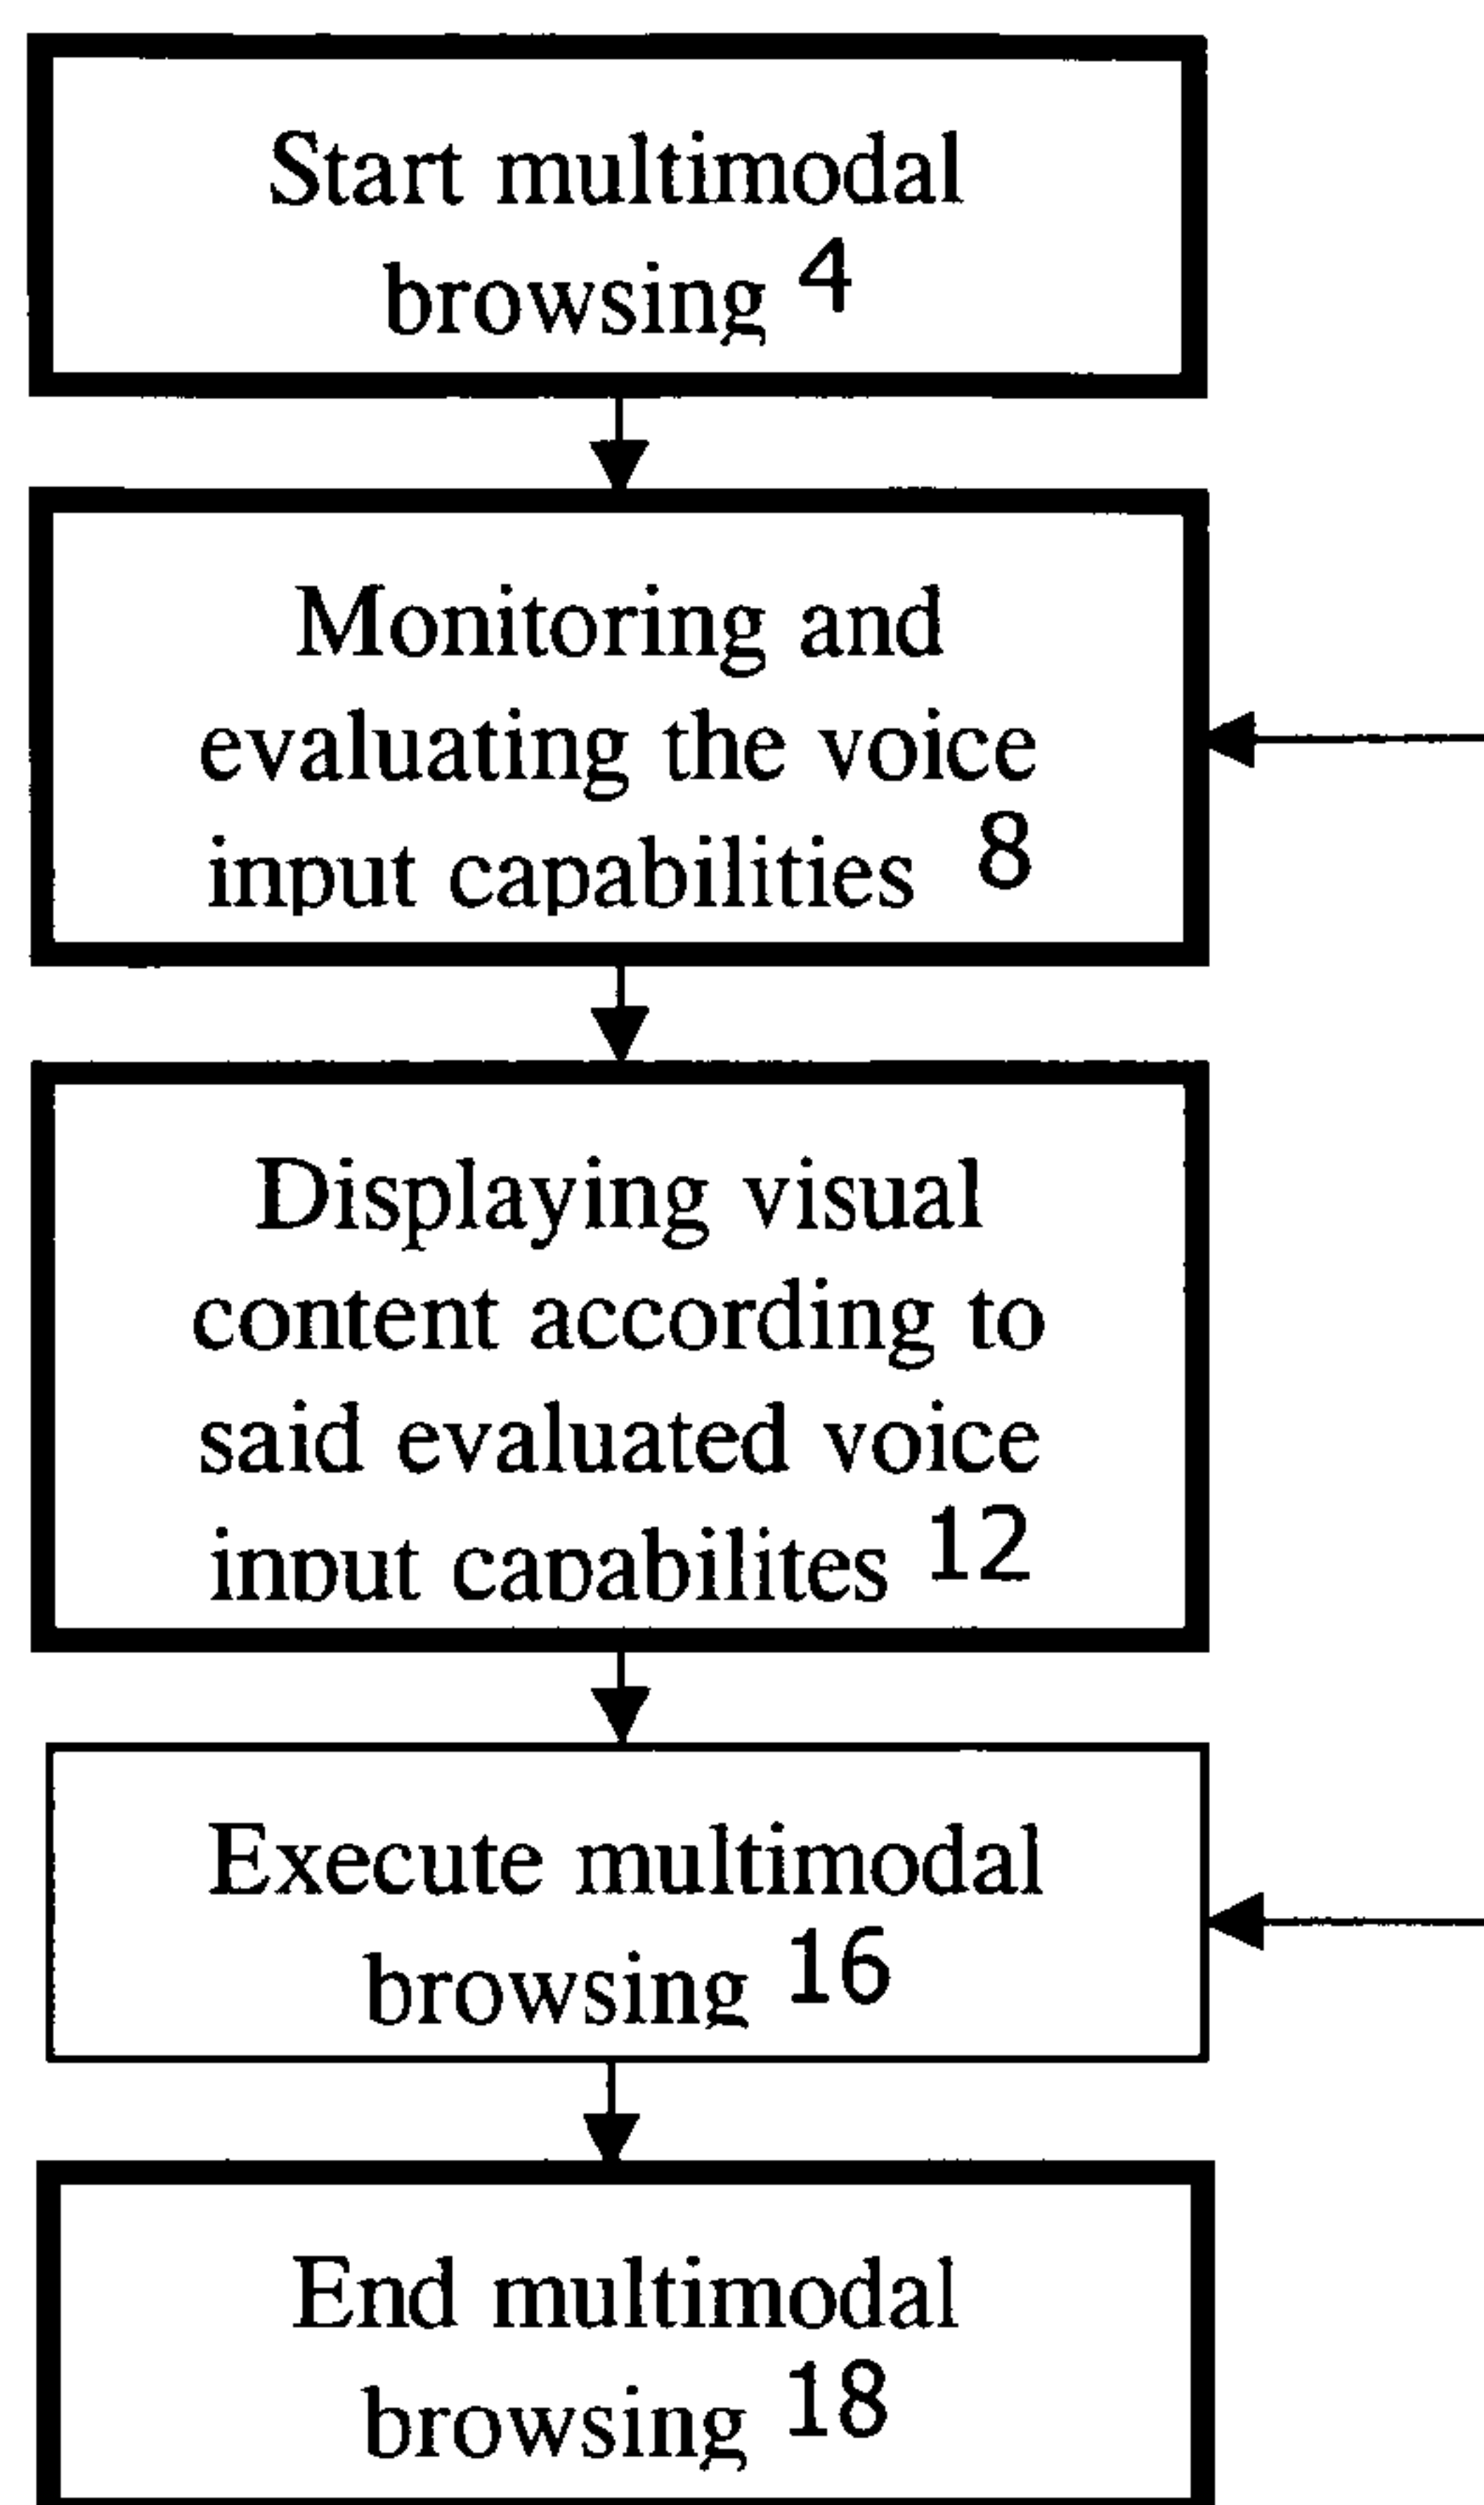 Start multimodal
browsing 4
Monitoring and
evaluating the voice
input capabilities 8
Displaying visual
content according to
said evaluated voice
input capabilites 12
Execute multimodal
browsing 16
End multimodal
browsing 18